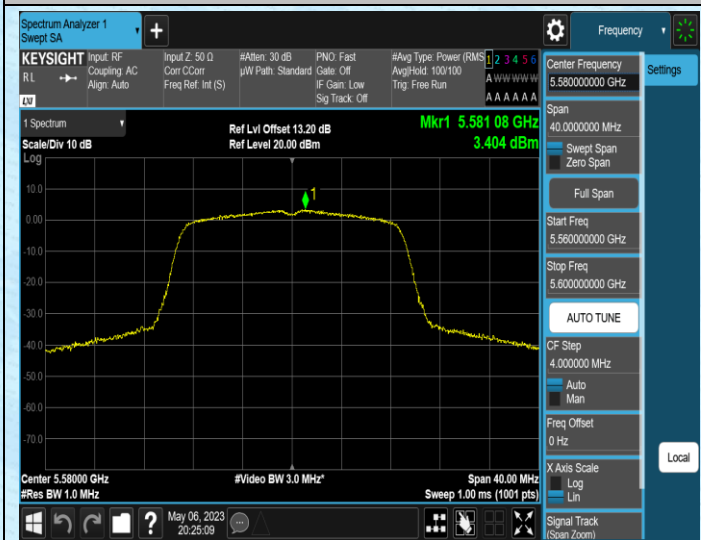 Spectrum Analyzer 1
Swept SA
+
Frequency
KEYSIGHT
RL
LXI
Input: RF
Coupling: AC
Align: Auto
Input Z: 50 Ω
Corr CCorr
Freq Ref: Int (S)
#Atten: 30 dB
µW Path: Standard
PNO: Fast
Gate: Off
IF Gain: Low
Sig Track: Off
#Avg Type: Power (RMS
Avg|Hold: 100/100
Trig: Free Run
1 2 3 4 5 6
A W W W W W
A A A A A A
1 Spectrum
Scale/Div 10 dB
Log
Ref Lvl Offset 13.20 dB
Ref Level 20.00 dBm
Mkr1 5.581 08 GHz
3.404 dBm
1
10.0
0.00
-10.0
-20.0
-30.0
-40.0
-50.0
-60.0
-70.0
Center 5.58000 GHz
#Res BW 1.0 MHz
#Video BW 3.0 MHz*
Span 40.00 MHz
Sweep 1.00 ms (1001 pts)
?
May 06, 2023
20:25:09
Center Frequency
5.580000000 GHz
Settings
Span
40.0000000 MHz
Swept Span
Zero Span
Full Span
Start Freq
5.560000000 GHz
Stop Freq
5.600000000 GHz
AUTO TUNE
CF Step
4.000000 MHz
Auto
Man
Freq Offset
0 Hz
X Axis Scale
Log
Lin
Local
Signal Track
(Span Zoom)